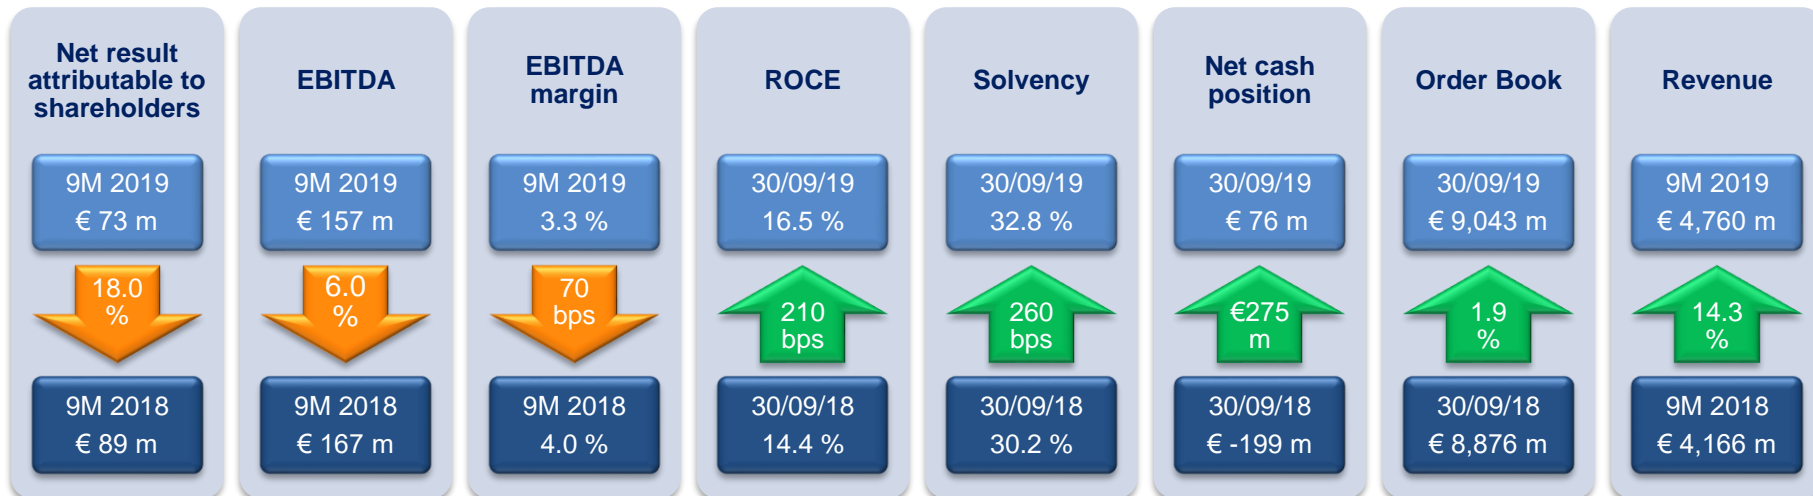 Net result
attributable to
shareholders
9M 2019
€ 73 m
18.0
%
9M 2018
€ 89 m
EBITDA
9M 2019
€ 157 m
6.0
%
9M 2018
€ 167 m
EBITDA
margin
9M 2019
3.3 %
70
bps
9M 2018
4.0 %
ROCE
30/09/19
16.5 %
210
bps
30/09/18
14.4 %
Solvency
30/09/19
32.8 %
260
bps
30/09/18
30.2 %
Net cash
position
30/09/19
€ 76 m
€275
m
30/09/18
€ -199 m
Order Book
30/09/19
€ 9,043 m
1.9
%
30/09/18
€ 8,876 m
Revenue
9M 2019
€ 4,760 m
14.3
%
9M 2018
€ 4,166 m